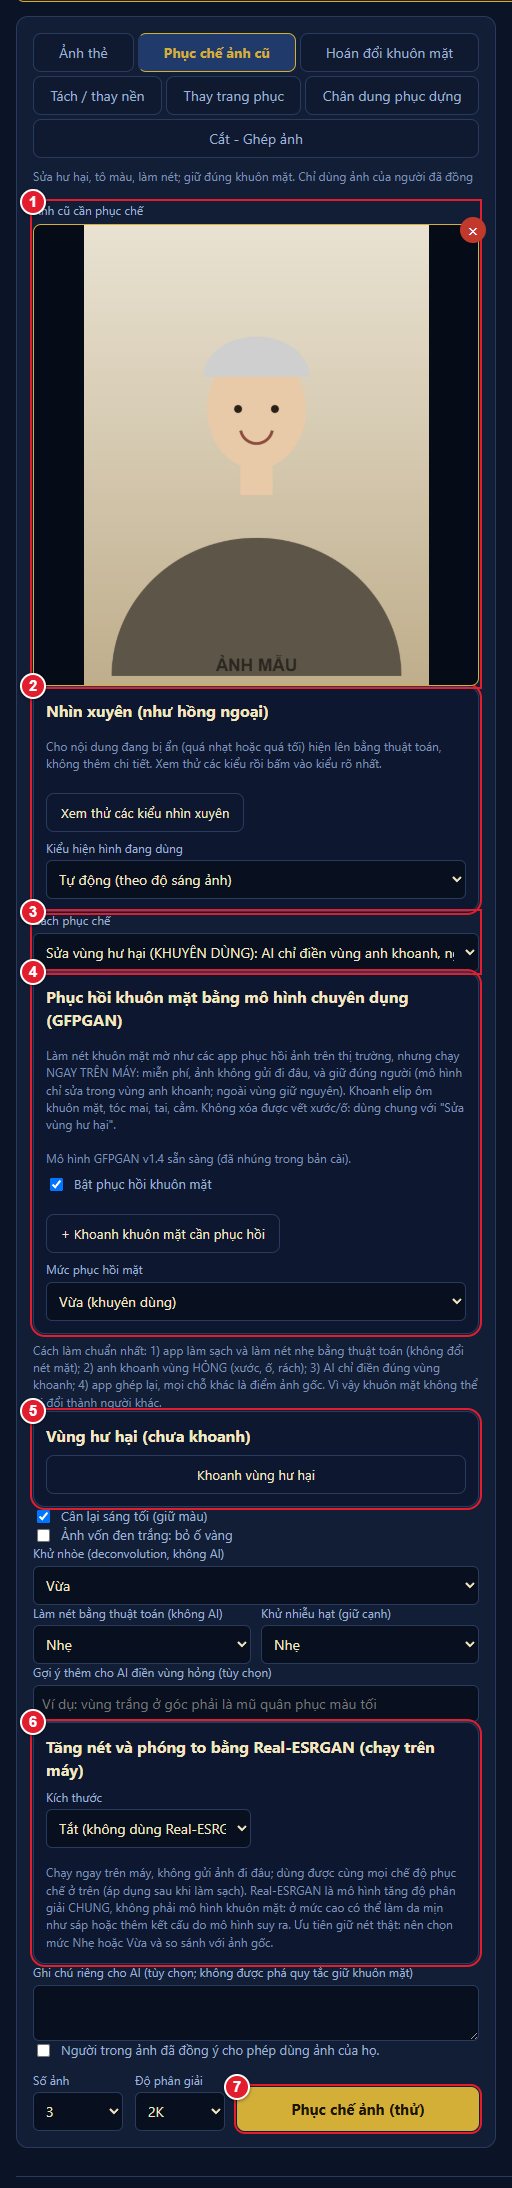 Ảnh thẻ
Phục chế ảnh cũ
Hoán đổi khuôn mặt
Tách / thay nền
Thay trang phục
Chân dung phục dựng
Cắt - Ghép ảnh
Sửa hư hại, tô màu, làm nét; giữ đúng khuôn mặt. Chỉ dùng ảnh của người đã đồng
1
cũ cần phục chế
×
ẢNH MẪU
2
Nhìn xuyên (như hồng ngoại)
Cho nội dung đang bị ẩn (quá nhạt hoặc quá tối) hiện lên bằng thuật toán,
không thêm chi tiết. Xem thử các kiểu rồi bấm vào kiểu rõ nhất.
Xem thử các kiểu nhìn xuyên
Kiểu hiện hình đang dùng
Tự động (theo độ sáng ảnh)
3
phục chế
Sửa vùng hư hại (KHUYÊN DÙNG): AI chỉ điền vùng anh khoanh,
4
Phục hồi khuôn mặt bằng mô hình chuyên dụng
(GFPGAN)
Làm nét khuôn mặt mờ như các app phục hồi ảnh trên thị trường, nhưng chạy
NGAY TRÊN MÁY: miễn phí, ảnh không gửi đi đâu, và giữ đúng người (mô hình
chỉ sửa trong vùng anh khoanh; ngoài vùng giữ nguyên). Khoanh elip ôm
khuôn mặt, tóc mai, tai, cằm. Không xóa được vết xước/ố: dùng chung với "Sửa
vùng hư hại".
Mô hình GFPGAN v1.4 sẵn sàng (đã nhúng trong bản cài).
Bật phục hồi khuôn mặt
+ Khoanh khuôn mặt cần phục hồi
Mức phục hồi mặt
Vừa (khuyên dùng)
Cách làm chuẩn nhất: 1) app làm sạch và làm nét nhẹ bằng thuật toán (không đổi
nét mặt); 2) anh khoanh vùng HỎNG (xước, ố, rách); 3) AI chỉ điền đúng vùng
khoanh; 4) app ghép lại, mọi chỗ khác là điểm ảnh gốc. Vì vậy khuôn mặt không thể
đổi thành người khác.
5
Vùng hư hại (chưa khoanh)
Khoanh vùng hư hại
Cân lại sáng tối (giữ màu)
Ảnh vốn đen trắng: bỏ ố vàng
Khử nhòe (deconvolution, không AI)
Vừa
Làm nét bằng thuật toán (không AI)
Khử nhiễu hạt (giữ cạnh)
Nhẹ
Nhẹ
Gợi ý thêm cho AI điền vùng hỏng (tùy chọn)
Ví dụ: vùng trắng ở góc phải là mũ quân phục màu tối
6
Tăng nét và phóng to bằng Real-ESRGAN (chạy trên
máy)
Kích thước
Tắt (không dùng Real-ESRG
Chạy ngay trên máy, không gửi ảnh đi đâu; dùng được cùng mọi chế độ phục
chế ở trên (áp dụng sau khi làm sạch). Real-ESRGAN là mô hình tăng độ phân
giải CHUNG, không phải mô hình khuôn mặt: ở mức cao có thể làm da mịn
như sáp hoặc thêm kết cấu do mô hình suy ra. Ưu tiên giữ nét thật: nên chọn
mức Nhẹ hoặc Vừa và so sánh với ảnh gốc.
Ghi chú riêng cho AI (tùy chọn; không được phá quy tắc giữ khuôn mặt)
Người trong ảnh đã đồng ý cho phép dùng ảnh của họ.
Số ảnh
Độ phân giải
7
3
2K
Phục chế ảnh (thử)